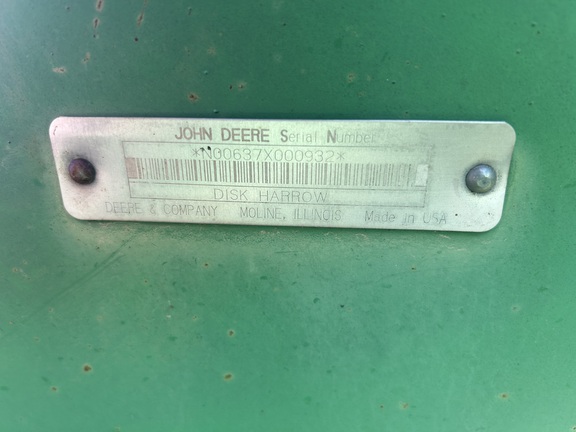 JOHN DEERE Serial Number
*N00637X000932*
DISK HARROW
DEERE & COMPANY MOLINE, ILLINOIS Made in USA